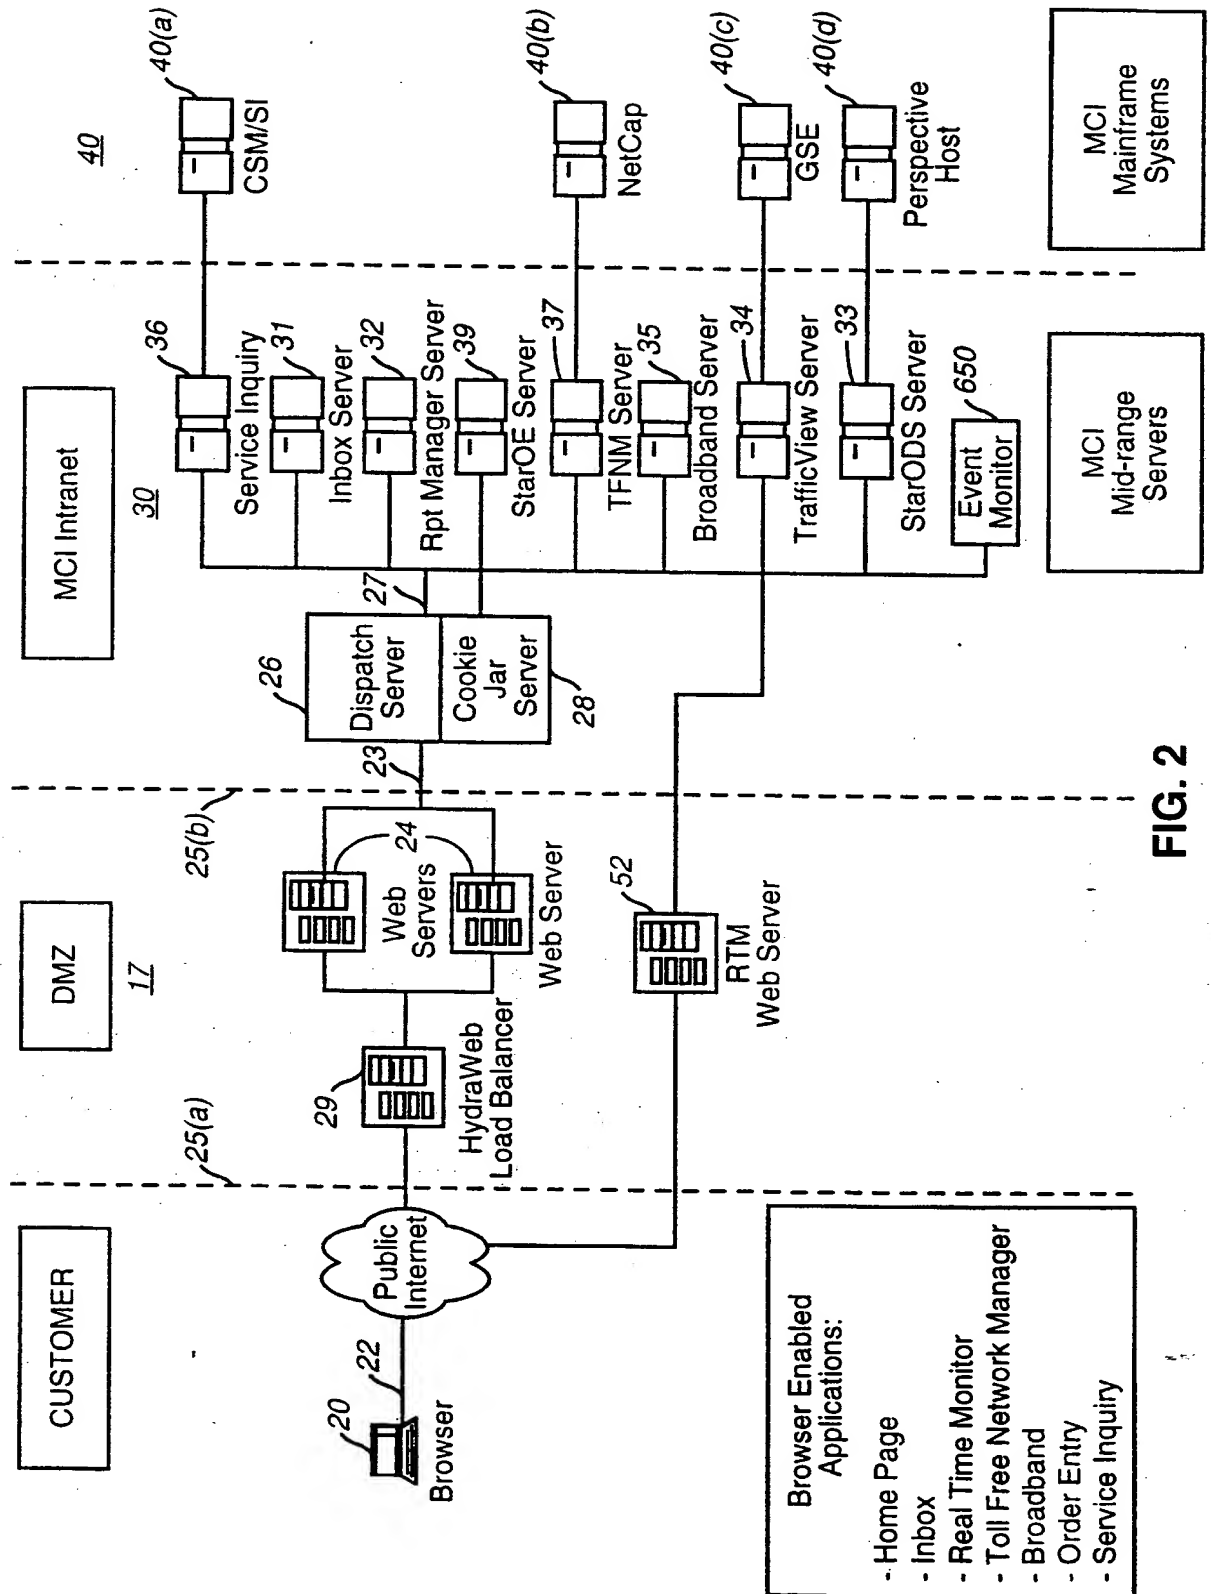 CUSTOMER
DMZ
17
MCI Intranet
30
40
25(a)
25(b)
20
Browser
22
Public
Internet
29
HydraWeb
Load Balancer
24
Web
Servers
Web Server
52
RTM
Web Server
23
26
Dispatch
Server
Cookie
Jar
Server
28
27
36
Service Inquiry
31
Inbox Server
32
Rpt Manager Server
39
StarOE Server
37
TFNM Server
35
Broadband Server
34
TrafficView Server
33
StarODS Server
650
Event
Monitor
40(a)
CSM/SI
40(b)
NetCap
40(c)
GSE
40(d)
Perspective
Host
Browser Enabled
Applications:
- Home Page
- Inbox
- Real Time Monitor
- Toll Free Network Manager
- Broadband
- Order Entry
- Service Inquiry
MCI
Mid-range
Servers
MCI
Mainframe
Systems
FIG. 2